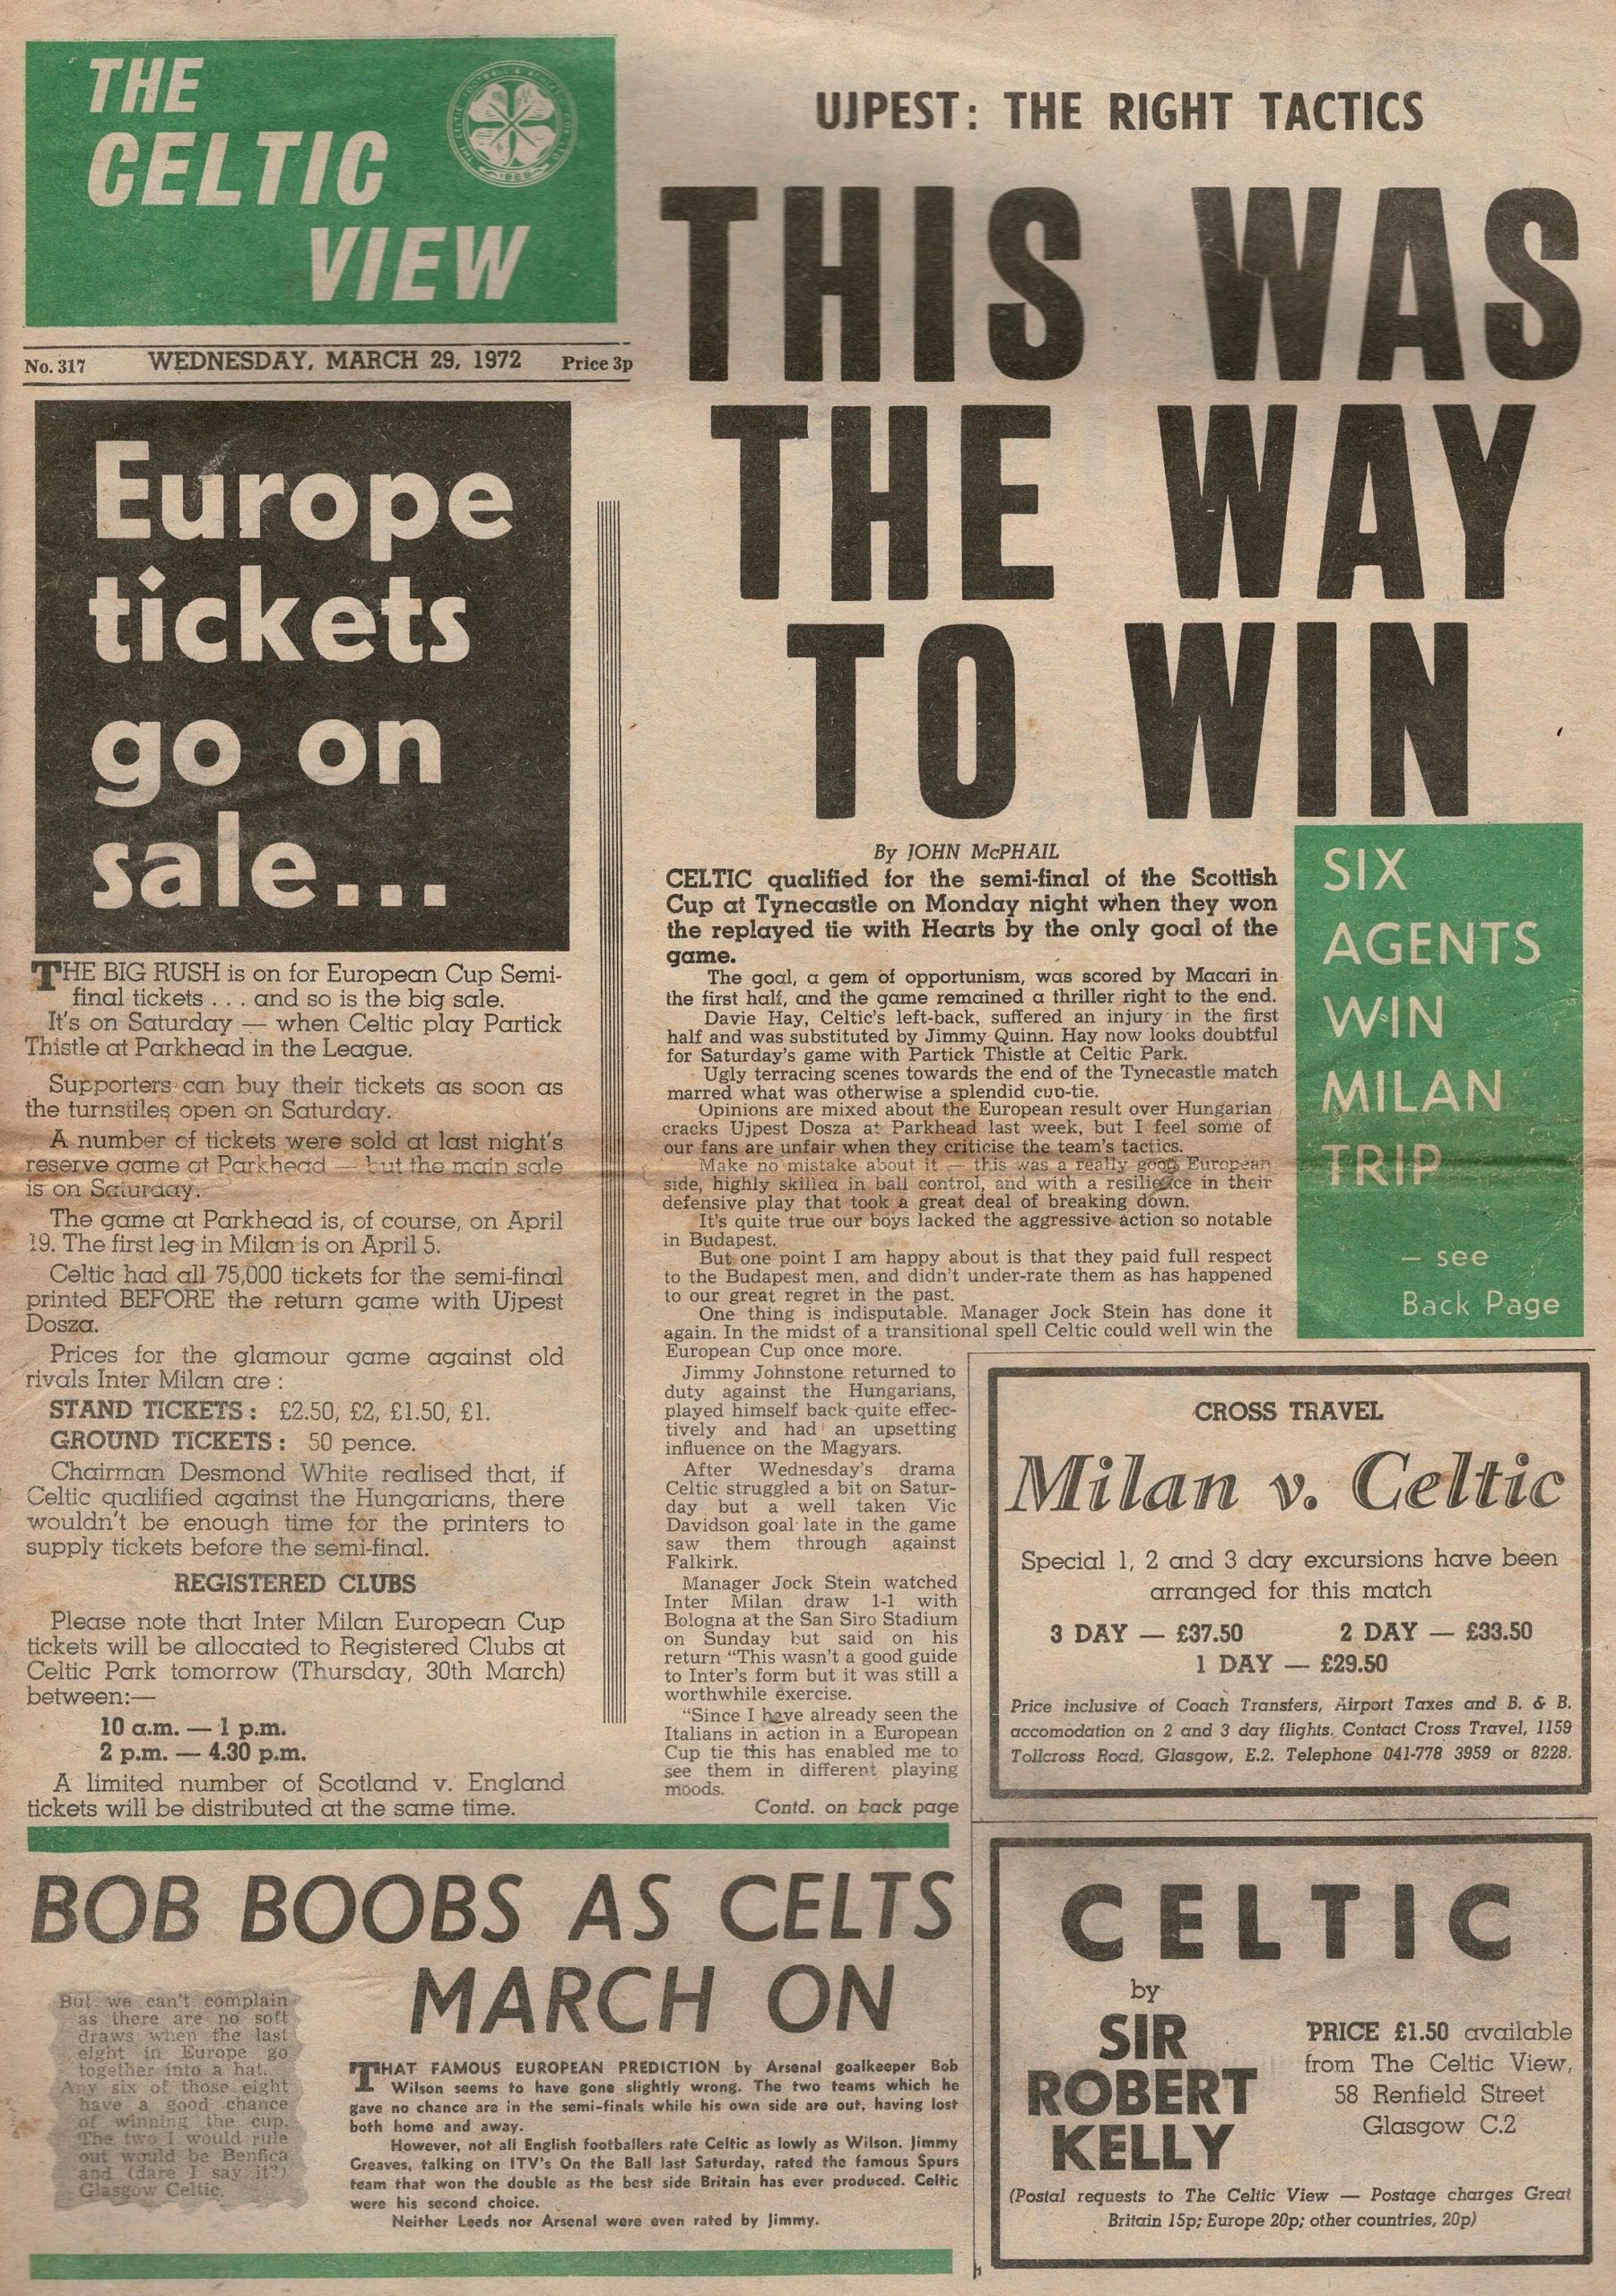 THE
CELTIC
VIEW
No. 317 WEDNESDAY, MARCH 29, 1972 Price 3p
Europe
tickets
go on
sale...
THE BIG RUSH is on for European Cup Semi-
final tickets . . . and so is the big sale.
It's on Saturday — when Celtic play Partick
Thistle at Parkhead in the League.
Supporters can buy their tickets as soon as
the turnstiles open on Saturday.
A number of tickets were sold at last night's
reserve game at Parkhead — but the main sale
is on Saturday.
The game at Parkhead is, of course, on April
19. The first leg in Milan is on April 5.
Celtic had all 75,000 tickets for the semi-final
printed BEFORE the return game with Ujpest
Dosza.
Prices for the glamour game against old
rivals Inter Milan are :
STAND TICKETS : £2.50, £2, £1.50, £1.
GROUND TICKETS : 50 pence.
Chairman Desmond White realised that, if
Celtic qualified against the Hungarians, there
wouldn't be enough time for the printers to
supply tickets before the semi-final.
REGISTERED CLUBS
Please note that Inter Milan European Cup
tickets will be allocated to Registered Clubs at
Celtic Park tomorrow (Thursday, 30th March)
between:—
10 a.m. — 1 p.m.
2 p.m. — 4.30 p.m.
A limited number of Scotland v. England
tickets will be distributed at the same time.
UJPEST: THE RIGHT TACTICS
THIS WAS
THE WAY
TO WIN
By JOHN McPHAIL
CELTIC qualified for the semi-final of the Scottish
Cup at Tynecastle on Monday night when they won
the replayed tie with Hearts by the only goal of the
game.
The goal, a gem of opportunism, was scored by Macari in
the first half, and the game remained a thriller right to the end.
Davie Hay, Celtic's left-back, suffered an injury in the first
half and was substituted by Jimmy Quinn. Hay now looks doubtful
for Saturday's game with Partick Thistle at Celtic Park.
Ugly terracing scenes towards the end of the Tynecastle match
marred what was otherwise a splendid cup-tie.
Opinions are mixed about the European result over Hungarian
cracks Ujpest Dosza at Parkhead last week, but I feel some of
our fans are unfair when they criticise the team's tactics.
Make no mistake about it — this was a really good European
side, highly skilled in ball control, and with a resilience in their
defensive play that took a great deal of breaking down.
It's quite true our boys lacked the aggressive action so notable
in Budapest.
But one point I am happy about is that they paid full respect
to the Budapest men, and didn't under-rate them as has happened
to our great regret in the past.
One thing is indisputable. Manager Jock Stein has done it
again. In the midst of a transitional spell Celtic could well win the
European Cup once more.
Jimmy Johnstone returned to
duty against the Hungarians,
played himself back quite effec-
tively and had an upsetting
influence on the Magyars.
After Wednesday's drama
Celtic struggled a bit on Satur-
day but a well taken Vic
Davidson goal late in the game
saw them through against
Falkirk.
Manager Jock Stein watched
Inter Milan draw 1-1 with
Bologna at the San Siro Stadium
on Sunday but said on his
return "This wasn't a good guide
to Inter's form but it was still a
worthwhile exercise.
"Since I have already seen the
Italians in action in a European
Cup tie this has enabled me to
see them in different playing
moods.
Contd. on back page
SIX
AGENTS
WIN
MILAN
TRIP
— see
Back Page
CROSS TRAVEL
Milan v. Celtic
Special 1, 2 and 3 day excursions have been
arranged for this match
3 DAY — £37.50 2 DAY — £33.50
1 DAY — £29.50
Price inclusive of Coach Transfers, Airport Taxes and B. & B.
accomodation on 2 and 3 day flights. Contact Cross Travel, 1159
Tollcross Road, Glasgow, E.2. Telephone 041-778 3959 or 8228.
BOB BOOBS AS CELTS
MARCH ON
But we can't complain
as there are no soft
draws when the last
eight in Europe go
together into a hat.
Any six of those eight
have a good chance
of winning the cup.
The two I would rule
out would be Benfica
and (dare I say it?)
Glasgow Celtic.
THAT FAMOUS EUROPEAN PREDICTION by Arsenal goalkeeper Bob
Wilson seems to have gone slightly wrong. The two teams which he
gave no chance are in the semi-finals while his own side are out, having lost
both home and away.
However, not all English footballers rate Celtic as lowly as Wilson. Jimmy
Greaves, talking on ITV's On the Ball last Saturday, rated the famous Spurs
team that won the double as the best side Britain has ever produced. Celtic
were his second choice.
Neither Leeds nor Arsenal were even rated by Jimmy.
CELTIC
by
SIR
ROBERT
KELLY
PRICE £1.50 available
from The Celtic View,
58 Renfield Street
Glasgow C.2
(Postal requests to The Celtic View — Postage charges Great
Britain 15p; Europe 20p; other countries, 20p)